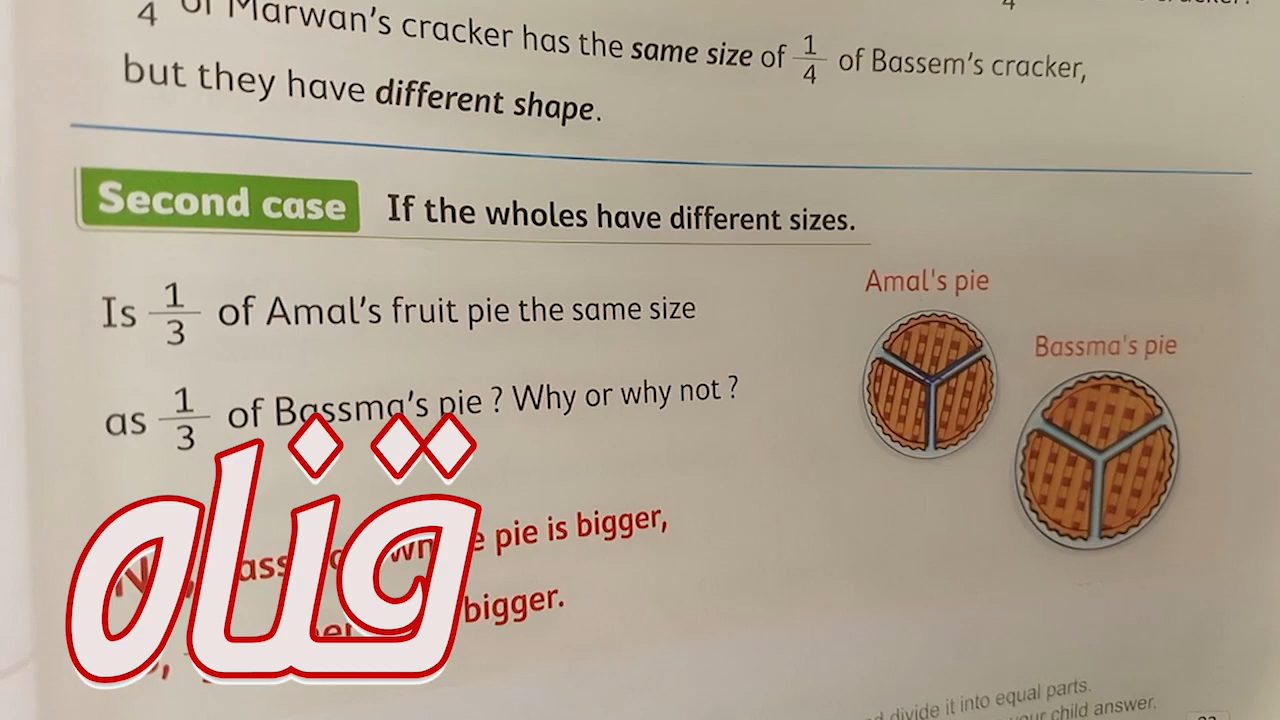 1/4 of Marwan's cracker has the same size of 1/4 of Bassem's cracker,
but they have different shape.
Second case If the wholes have different sizes.
Is 1/3 of Amal's fruit pie the same size
as 1/3 of Bassma's pie ? Why or why not ?
Amal's pie
Bassma's pie
pie is bigger,
bigger.
قناه
divide it into equal parts.
your child answer.